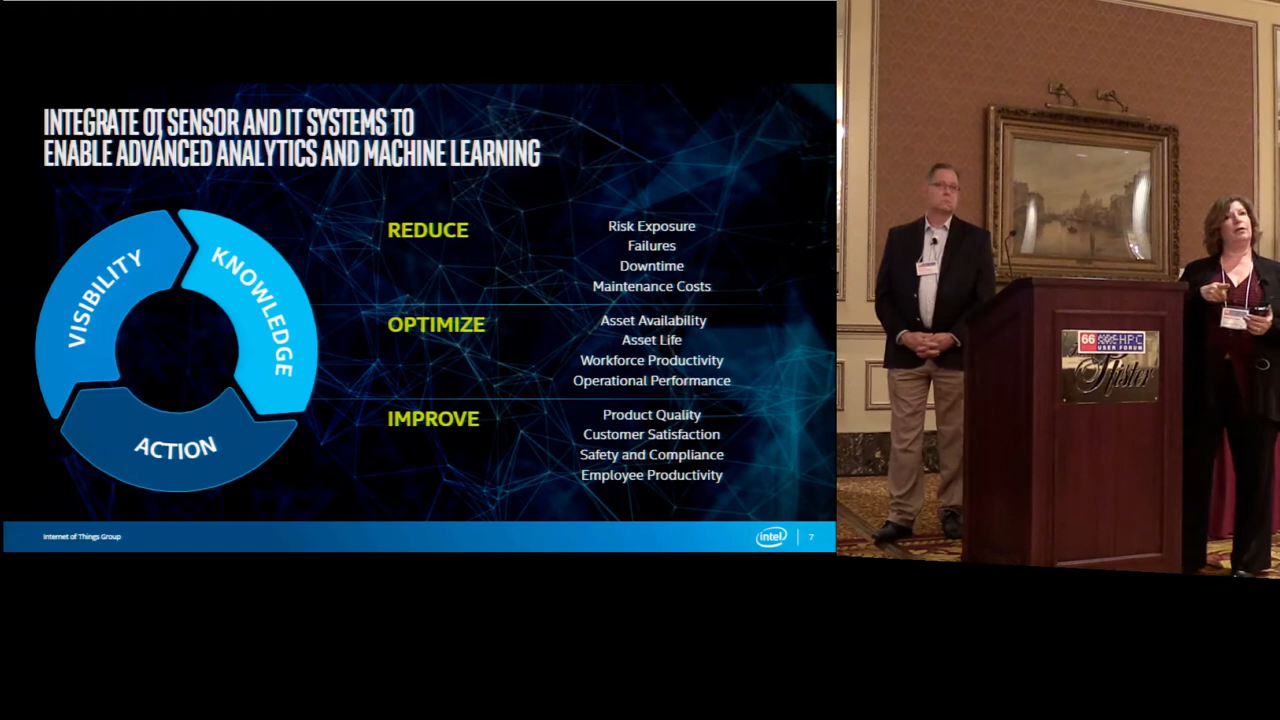 INTEGRATE OT SENSOR AND IT SYSTEMS TO
ENABLE ADVANCED ANALYTICS AND MACHINE LEARNING
VISIBILITY
KNOWLEDGE
ACTION
REDUCE
Risk Exposure
Failures
Downtime
Maintenance Costs
OPTIMIZE
Asset Availability
Asset Life
Workforce Productivity
Operational Performance
IMPROVE
Product Quality
Customer Satisfaction
Safety and Compliance
Employee Productivity
Internet of Things Group
intel
7
66 HPC
USER FORUM
Pfister